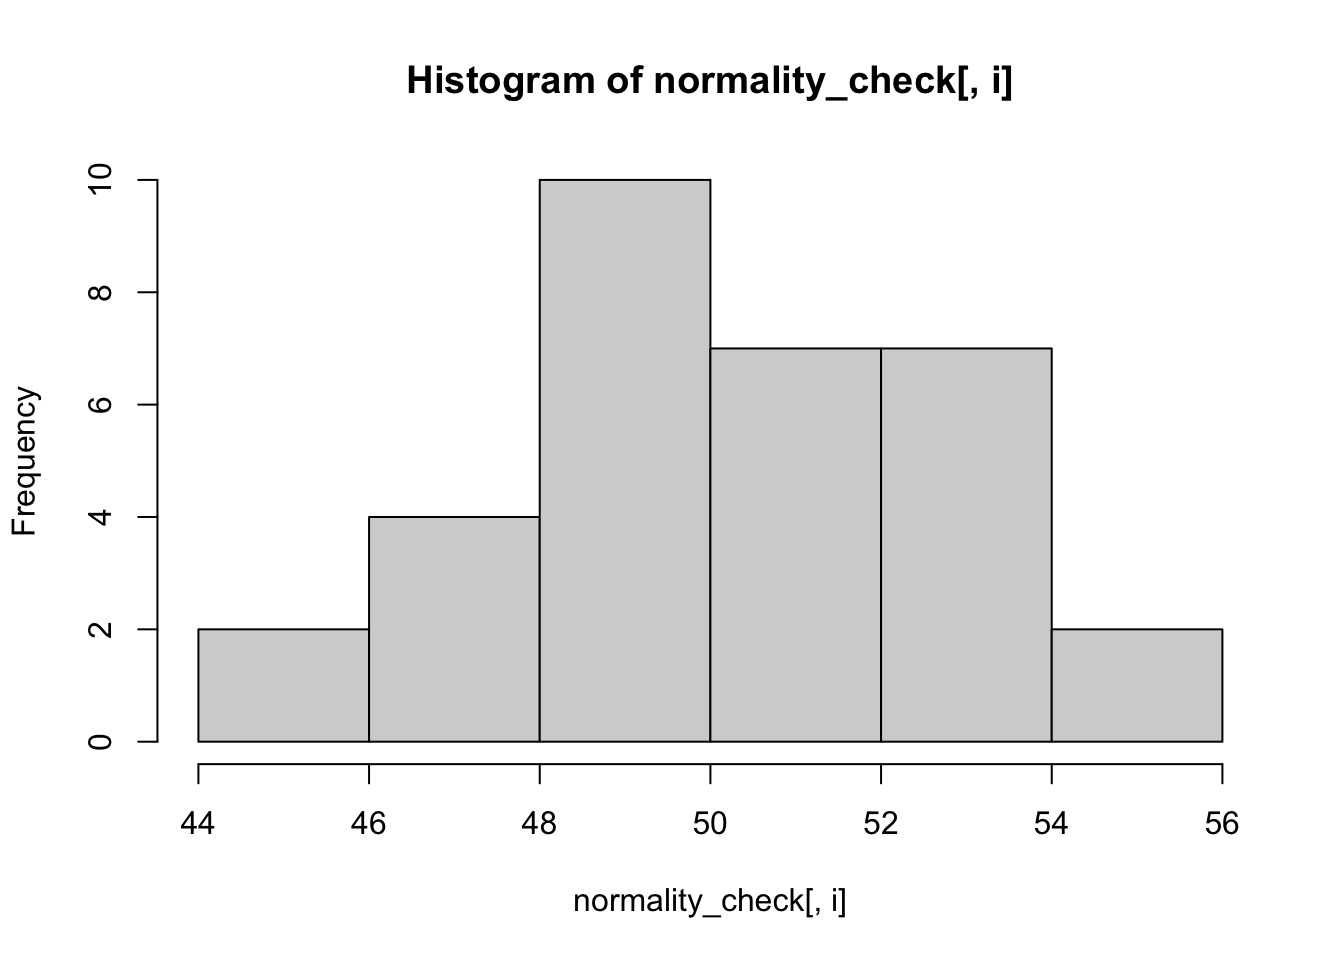 Histogram of normality_check[, i]
Frequency
10
8
6
4
2
0
44 46 48 50 52 54 56
normality_check[, i]